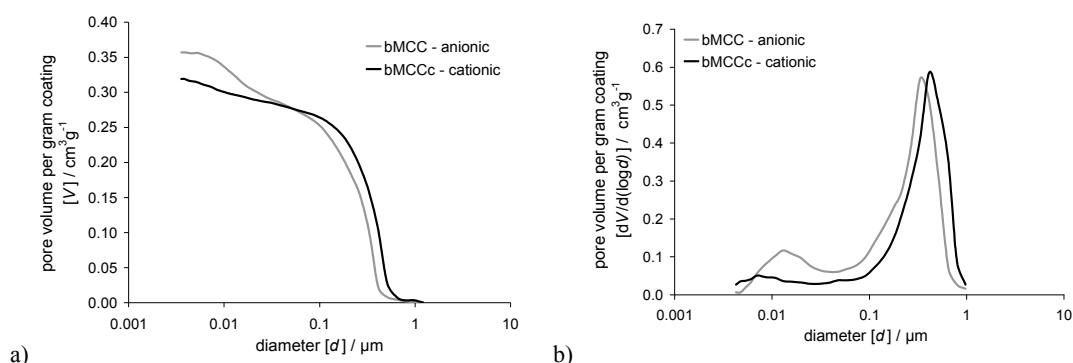 pore volume per gram coating
[V] / cm³g⁻¹
0.40
0.35
0.30
0.25
0.20
0.15
0.10
0.05
0.00
0.001
0.01
0.1
1
10
diameter [d] / µm
bMCC - anionic
bMCCc - cationic
a)
pore volume per gram coating
[dV/d(logd)] / cm³g⁻¹
0.7
0.6
0.5
0.4
0.3
0.2
0.1
0.0
0.001
0.01
0.1
1
10
diameter [d] / µm
bMCC - anionic
bMCCc - cationic
b)